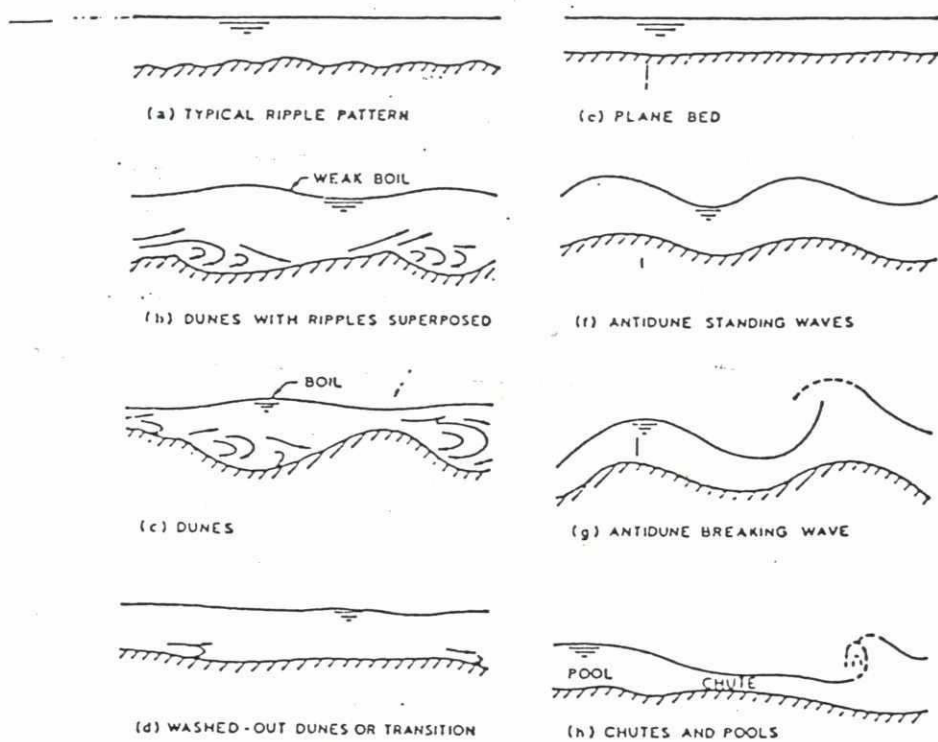 (a) TYPICAL RIPPLE PATTERN
WEAK BOIL
(b) DUNES WITH RIPPLES SUPERPOSED
BOIL
(c) DUNES
(d) WASHED-OUT DUNES OR TRANSITION
(e) PLANE BED
(f) ANTIDUNE STANDING WAVES
(g) ANTIDUNE BREAKING WAVE
POOL
CHUTE
(h) CHUTES AND POOLS